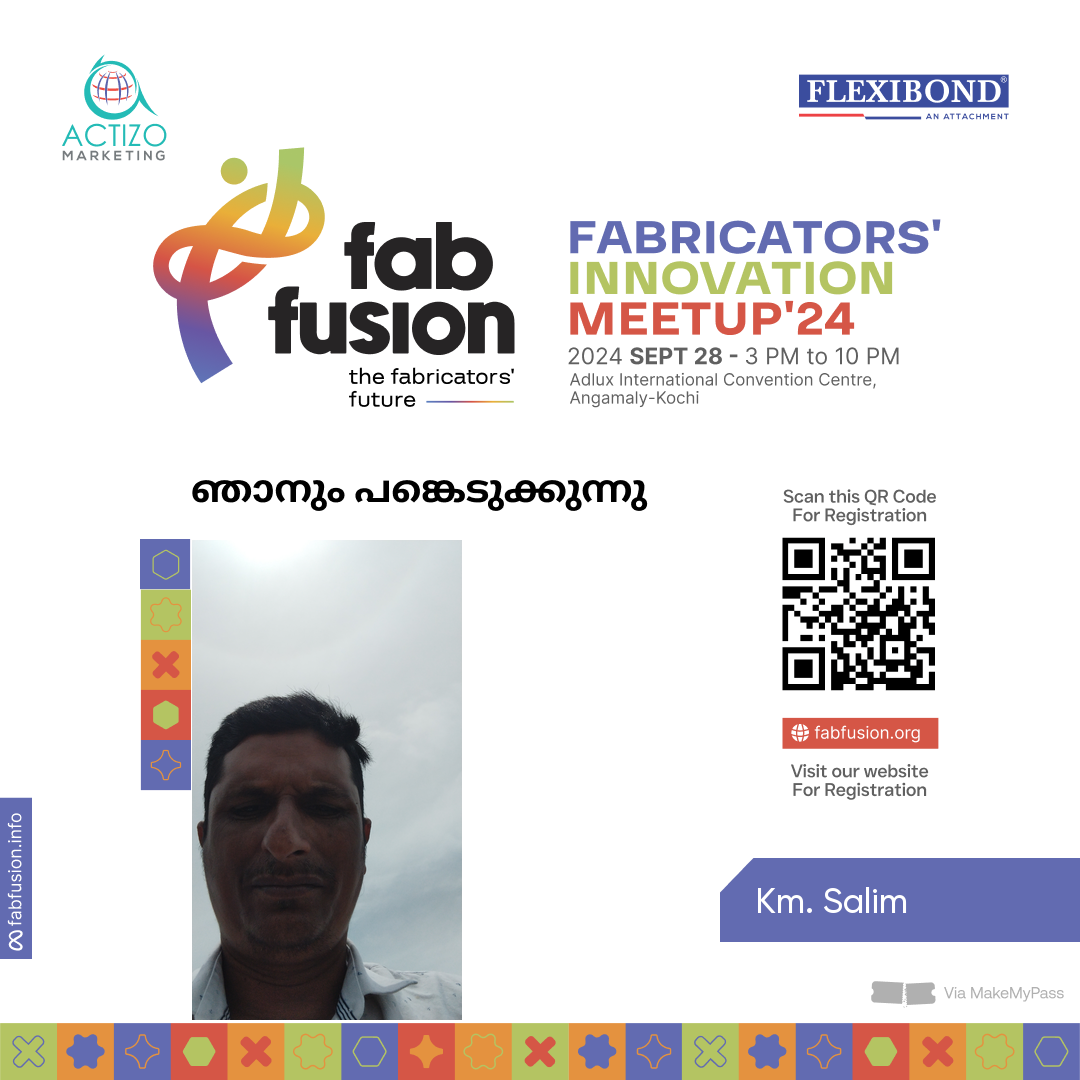 ACTIZO
MARKETING
FLEXIBOND®
AN ATTACHMENT
fab
fusion
the fabricators'
future
FABRICATORS'
INNOVATION
MEETUP'24
2024 SEPT 28 - 3 PM to 10 PM
Adlux International Convention Centre,
Angamaly-Kochi
ഞാനും പങ്കെടുക്കുന്നു
Scan this QR Code
For Registration
fabfusion.org
Visit our website
For Registration
fabfusion.info
Km. Salim
Via MakeMyPass